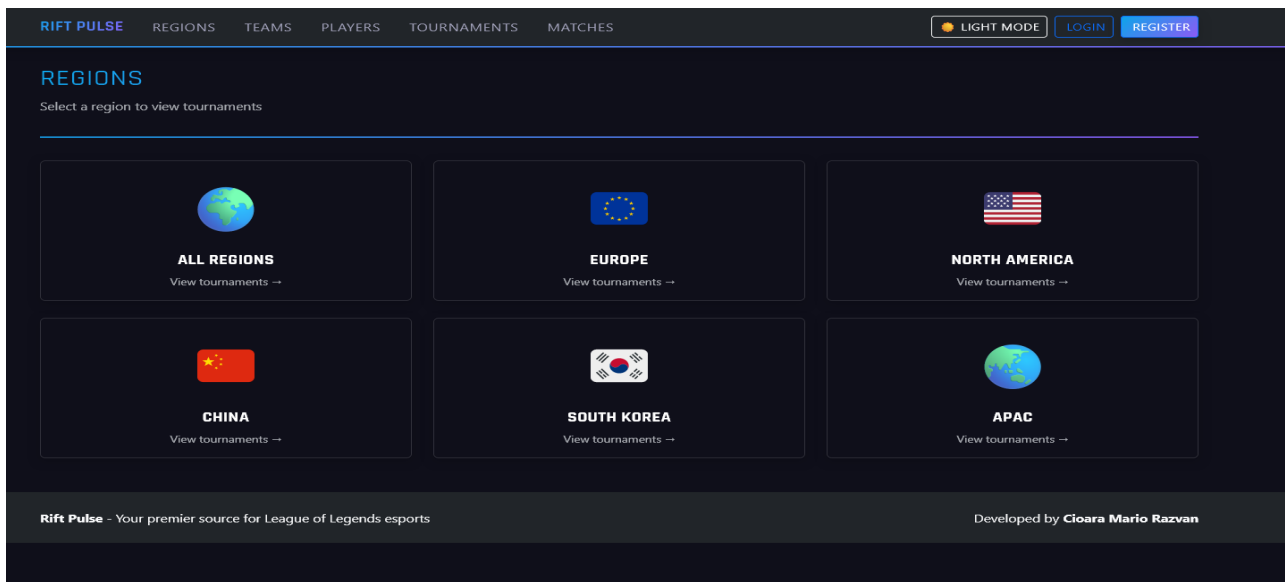 RIFT PULSE REGIONS TEAMS PLAYERS TOURNAMENTS MATCHES LIGHT MODE LOGIN REGISTER
REGIONS
Select a region to view tournaments
ALL REGIONS
View tournaments →
EUROPE
View tournaments →
NORTH AMERICA
View tournaments →
CHINA
View tournaments →
SOUTH KOREA
View tournaments →
APAC
View tournaments →
Rift Pulse - Your premier source for League of Legends esports
Developed by Cioara Mario Razvan